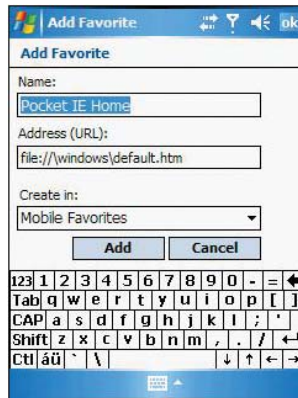 Add Favorite ok
Add Favorite
Name:
Pocket IE Home
Address (URL):
file://\windows\default.htm
Create in:
Mobile Favorites
Add Cancel
123 1 2 3 4 5 6 7 8 9 0 - =
Tab q w e r t y u i o p [ ]
CAP a s d f g h j k l ; '
Shift z x c v b n m , . /
Ctl áü ` \